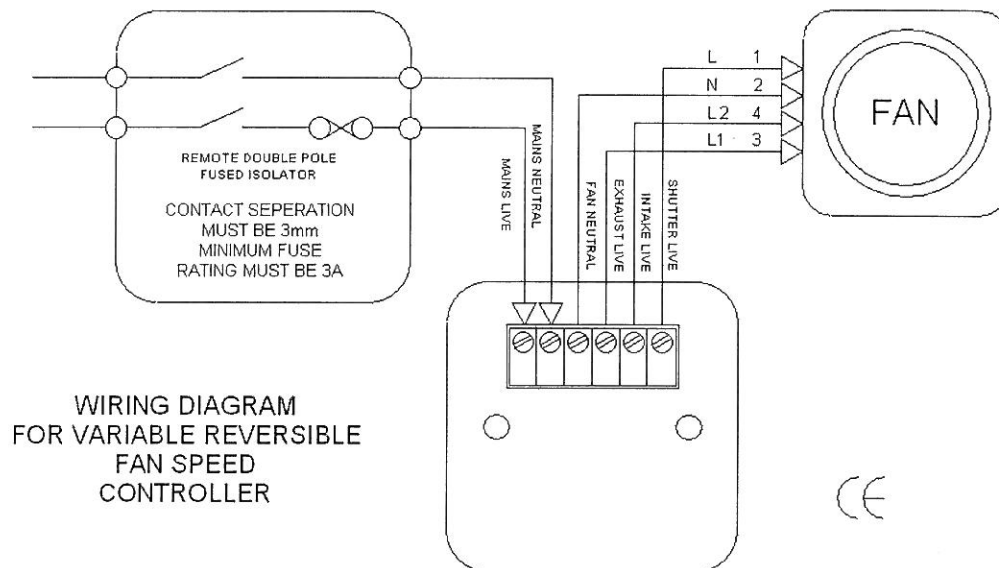 REMOTE DOUBLE POLE
FUSED ISOLATOR
CONTACT SEPERATION
MUST BE 3mm
MINIMUM FUSE
RATING MUST BE 3A
MAINS LIVE
MAINS NEUTRAL
FAN NEUTRAL
EXHAUST LIVE
INTAKE LIVE
SHUTTER LIVE
L 1
N 2
L2 4
L1 3
FAN
WIRING DIAGRAM
FOR VARIABLE REVERSIBLE
FAN SPEED
CONTROLLER
CE